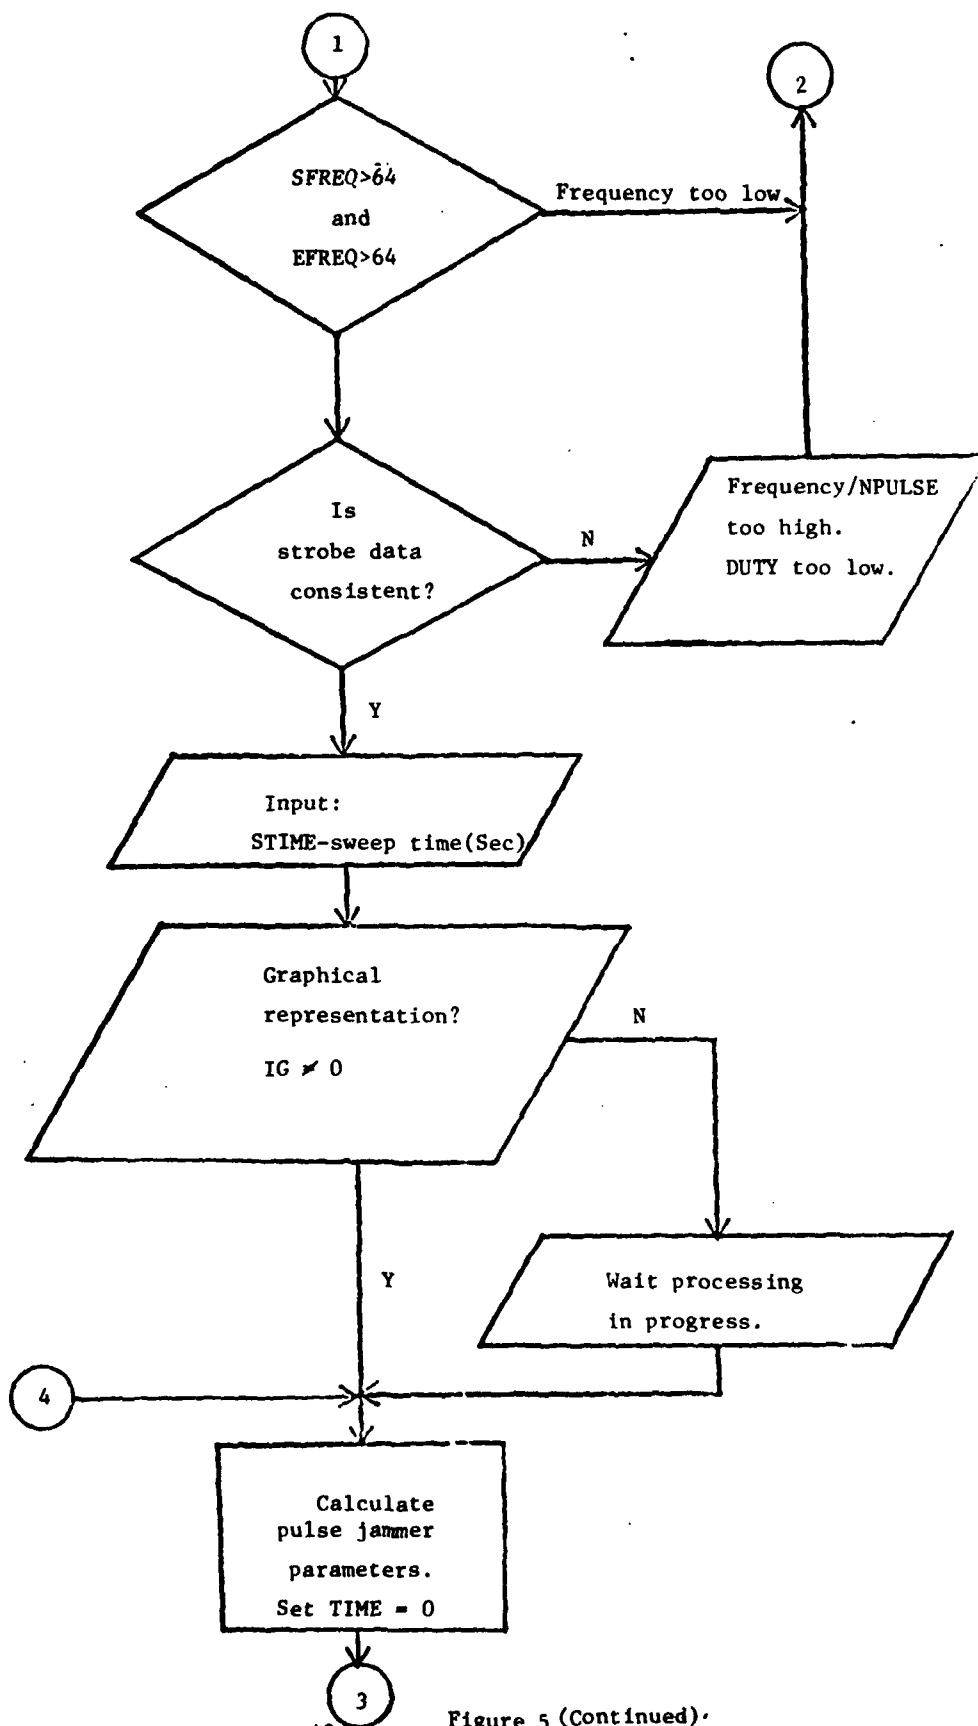 1
2
SFREQ>64
and
EFREQ>64
Frequency too low
Is
strobe data
consistent?
N
Frequency/NPULSE
too high.
DUTY too low.
Y
Input:
STIME-sweep time(Sec)
Graphical
representation?
IG ≠ 0
N
Y
Wait processing
in progress.
4
Calculate
pulse jammer
parameters.
Set TIME = 0
3
Figure 5 (Continued).